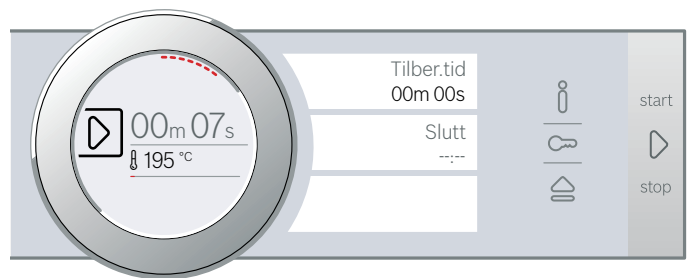 00m 07s
195 °C
Tilber.tid
00m 00s
Slutt
--:--
start
stop